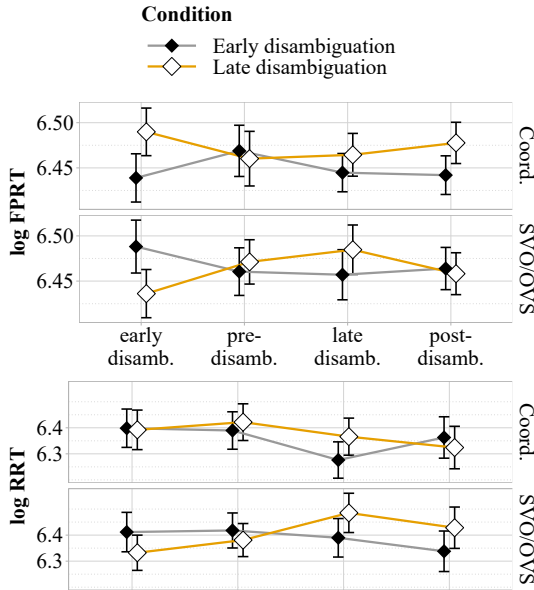 Condition
Early disambiguation
Late disambiguation
log FPRT
6.50
6.45
Coord.
6.50
6.45
SVO/OVS
early disamb.
pre-disamb.
late disamb.
post-disamb.
log RRT
6.4
6.3
Coord.
6.4
6.3
SVO/OVS